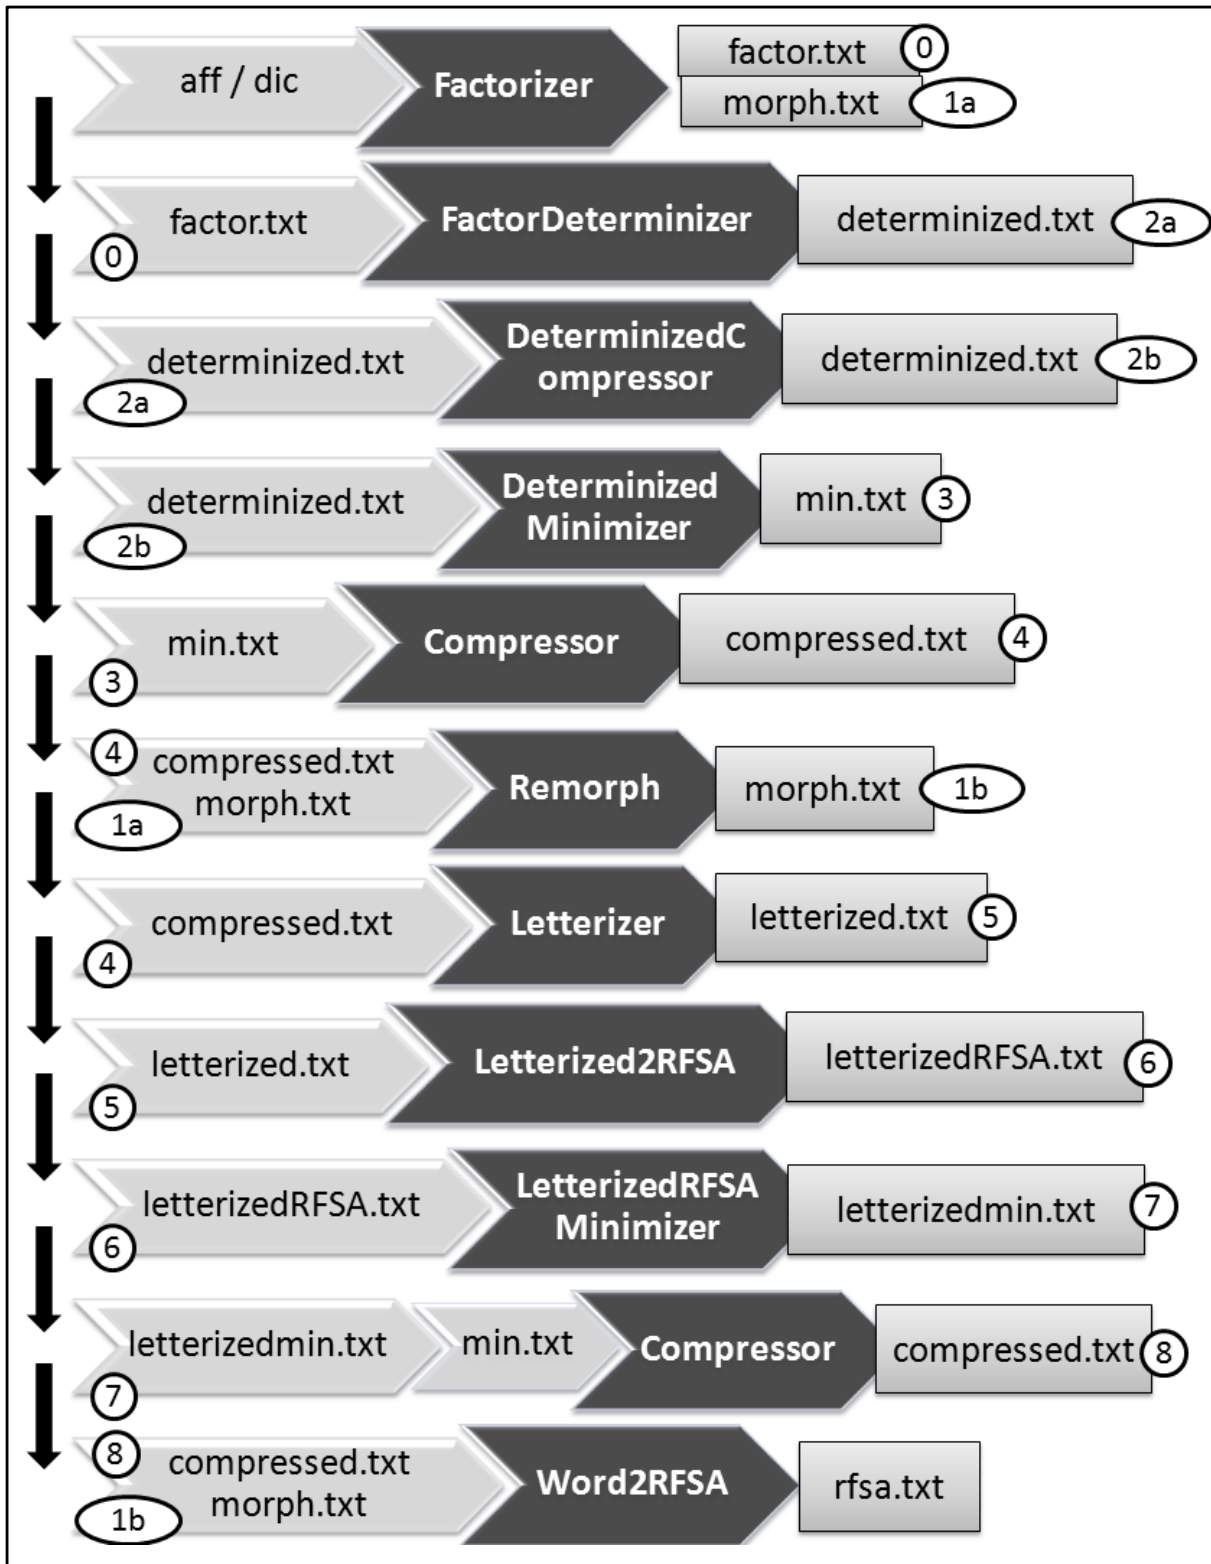 aff / dic
Factorizer
factor.txt
0
morph.txt
1a
factor.txt
0
FactorDeterminizer
determinized.txt
2a
determinized.txt
2a
DeterminizedC
ompressor
determinized.txt
2b
determinized.txt
2b
Determinized
Minimizer
min.txt
3
min.txt
3
Compressor
compressed.txt
4
4
compressed.txt
morph.txt
1a
Remorph
morph.txt
1b
compressed.txt
4
Letterizer
letterized.txt
5
letterized.txt
5
Letterized2RFSA
letterizedRFSA.txt
6
letterizedRFSA.txt
6
LetterizedRFSA
Minimizer
letterizedmin.txt
7
letterizedmin.txt
7
min.txt
Compressor
compressed.txt
8
8
compressed.txt
morph.txt
1b
Word2RFSA
rfsa.txt